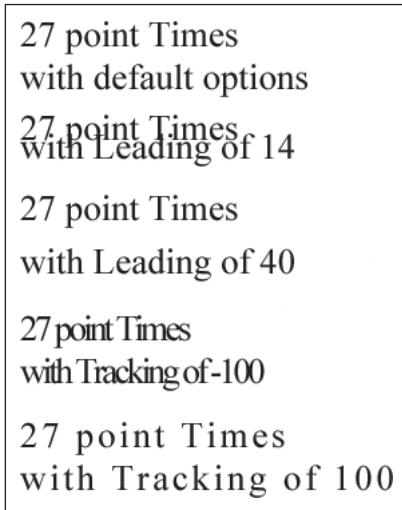 27 point Times
with default options
27 point Times
with Leading of 14
27 point Times
with Leading of 40
27 point Times
with Tracking of -100
27 point Times
with Tracking of 100